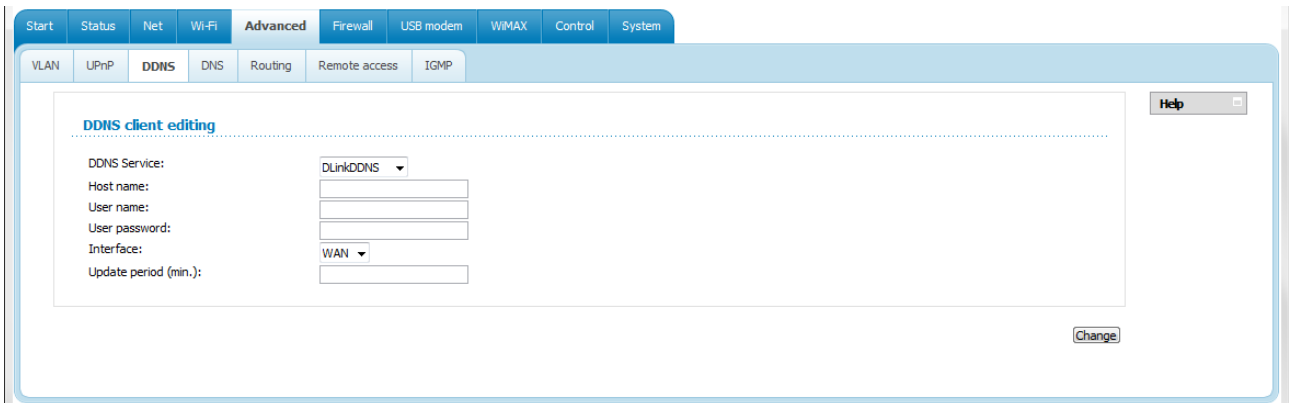 Start Status Net Wi-Fi Advanced Firewall USB modem WiMAX Control System
VLAN UPnP DDNS DNS Routing Remote access IGMP
Help
DDNS client editing
DDNS Service: DLinkDDNS
Host name:
User name:
User password:
Interface: WAN
Update period (min.):
Change